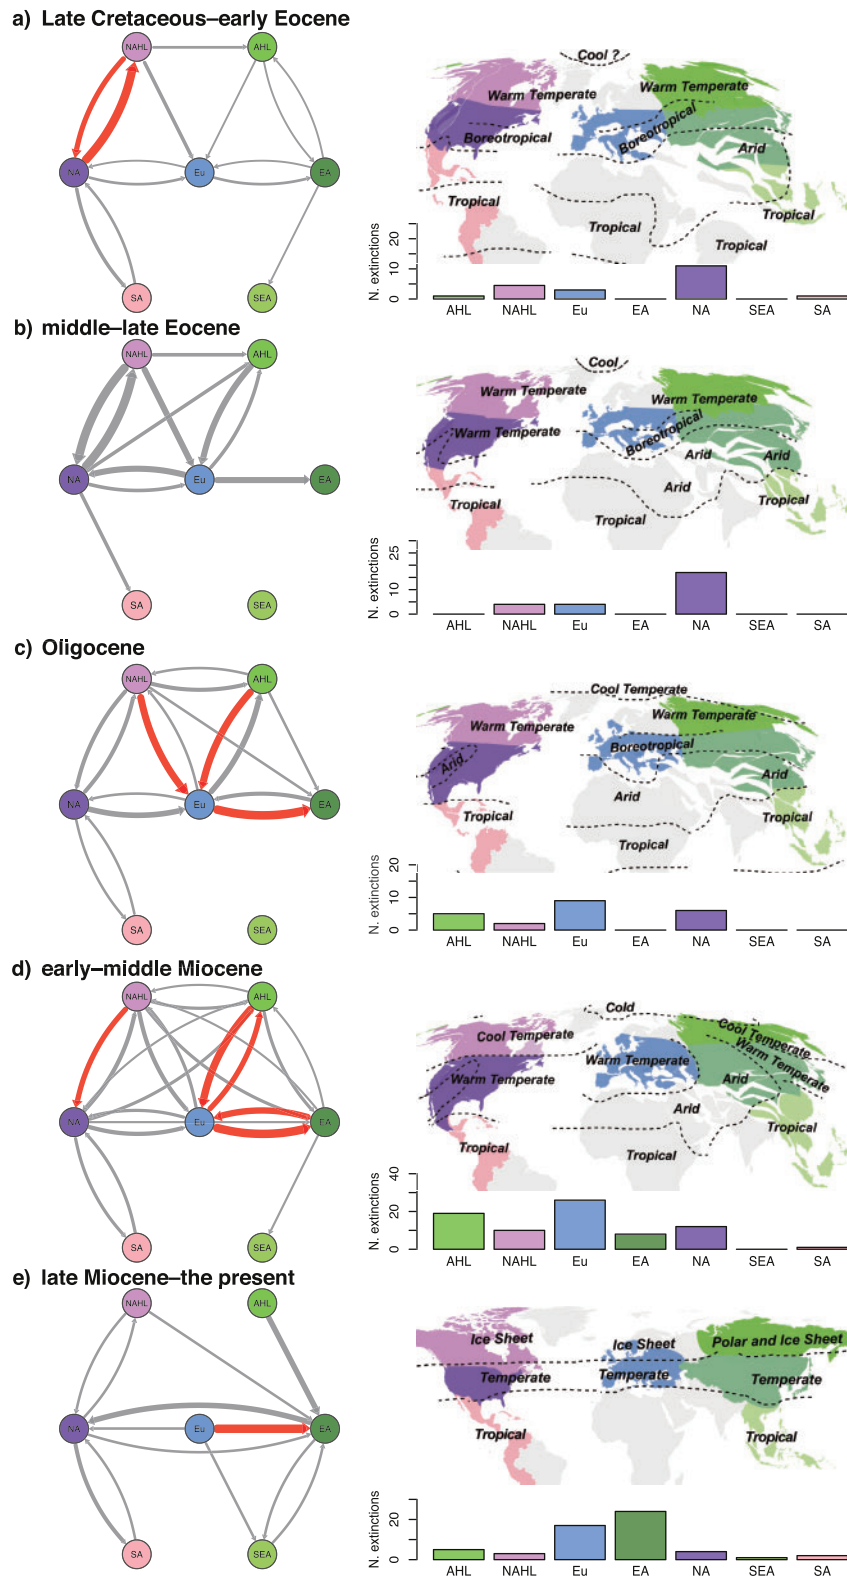 a) Late Cretaceous–early Eocene
NAHL
AHL
NA
Eu
EA
SA
SEA
Cool ?
Warm Temperate
Warm Temperate
Boreotropical
Boreotropical
Arid
Tropical
Tropical
Tropical
Tropical
N. extinctions
0
10
20
AHL NAHL Eu EA NA SEA SA
b) middle–late Eocene
NAHL
AHL
NA
Eu
EA
SA
SEA
Cool
Warm Temperate
Warm Temperate
Warm Temperate
Boreotropical
Arid
Arid
Arid
Tropical
Tropical
Tropical
N. extinctions
0
10
25
AHL NAHL Eu EA NA SEA SA
c) Oligocene
NAHL
AHL
NA
Eu
EA
SA
SEA
Cool Temperate
Warm Temperate
Warm Temperate
Boreotropical
Arid
Arid
Arid
Tropical
Tropical
Tropical
N. extinctions
0
10
20
AHL NAHL Eu EA NA SEA SA
d) early–middle Miocene
NAHL
AHL
NA
Eu
EA
SA
SEA
Cold
Cool Temperate
Cool Temperate
Warm Temperate
Warm Temperate
Warm Temperate
Arid
Arid
Tropical
Tropical
Tropical
N. extinctions
0
20
40
AHL NAHL Eu EA NA SEA SA
e) late Miocene–the present
NAHL
AHL
NA
Eu
EA
SA
SEA
Ice Sheet
Ice Sheet
Polar and Ice Sheet
Temperate
Temperate
Temperate
Tropical
Tropical
N. extinctions
0
20
AHL NAHL Eu EA NA SEA SA